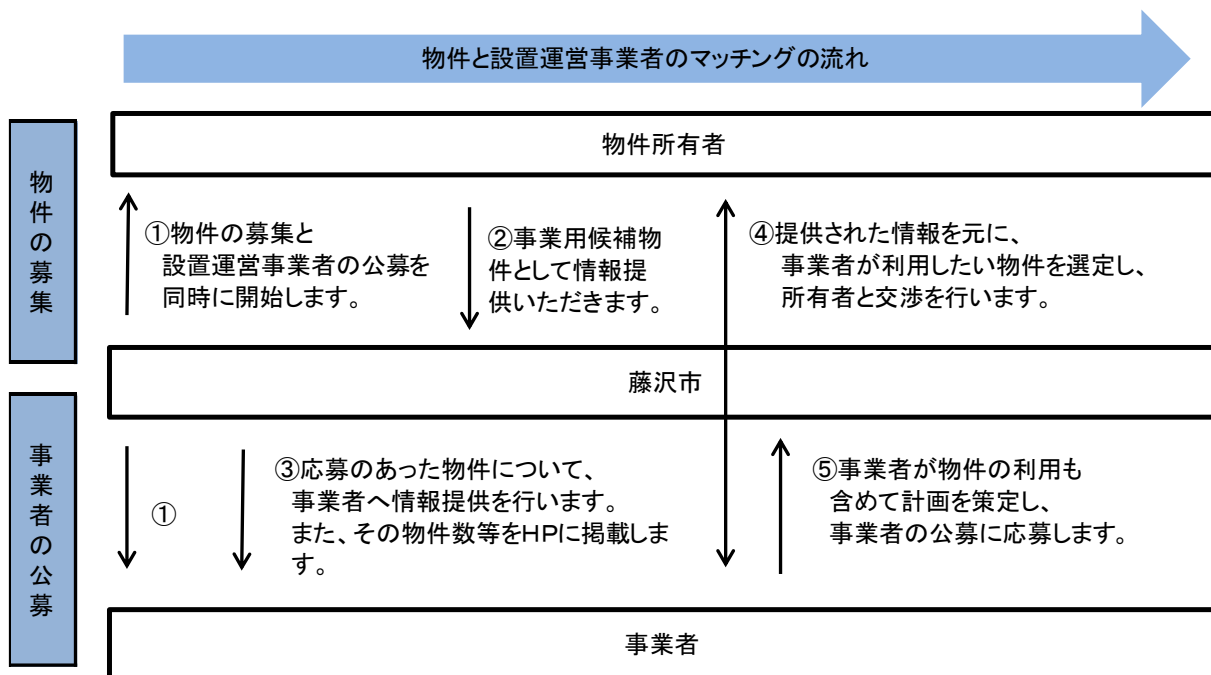 物件と設置運営事業者のマッチングの流れ
物件の募集
物件所有者
①物件の募集と
設置運営事業者の公募を
同時に開始します。
②事業用候補物
件として情報提
供いただきます。
④提供された情報を元に、
事業者が利用したい物件を選定し、
所有者と交渉を行います。
藤沢市
事業者の公募
①
③応募のあった物件について、
事業者へ情報提供を行います。
また、その物件数等をHPに掲載しま
す。
⑤事業者が物件の利用も
含めて計画を策定し、
事業者の公募に応募します。
事業者